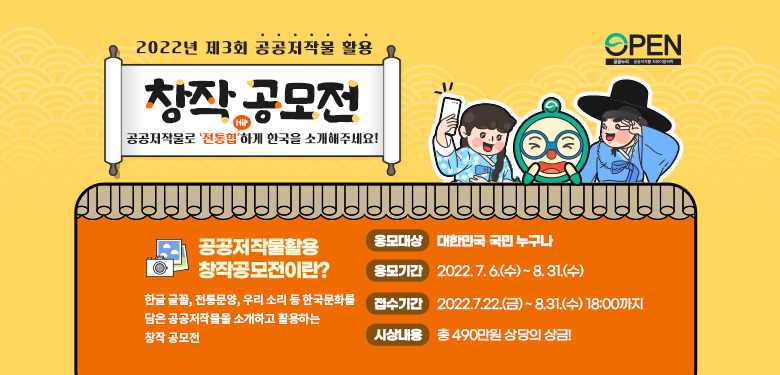 2022년 제3회 공공저작물 활용
창작 공모전
Hip
공공저작물로 '전통힙'하게 한국을 소개해주세요!
OPEN
공공누리 공공저작물 자유이용허락
공공저작물활용
창작공모전이란?
한글 글꼴, 전통문양, 우리 소리 등 한국문화를
담은 공공저작물을 소개하고 활용하는
창작 공모전
응모대상 대한민국 국민 누구나
응모기간 2022. 7. 6.(수) ~ 8. 31.(수)
접수기간 2022.7.22.(금) ~ 8.31.(수) 18:00까지
시상내용 총 490만원 상당의 상금!